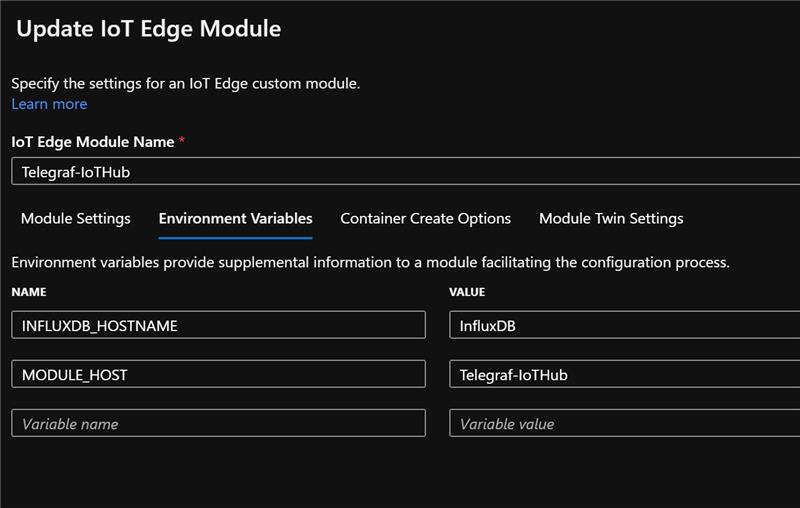 Update IoT Edge Module
Specify the settings for an IoT Edge custom module.
Learn more
IoT Edge Module Name *
Telegraf-IoTHub
Module Settings Environment Variables Container Create Options Module Twin Settings
Environment variables provide supplemental information to a module facilitating the configuration process.
NAME VALUE
INFLUXDB_HOSTNAME InfluxDB
MODULE_HOST Telegraf-IoTHub
Variable name Variable value